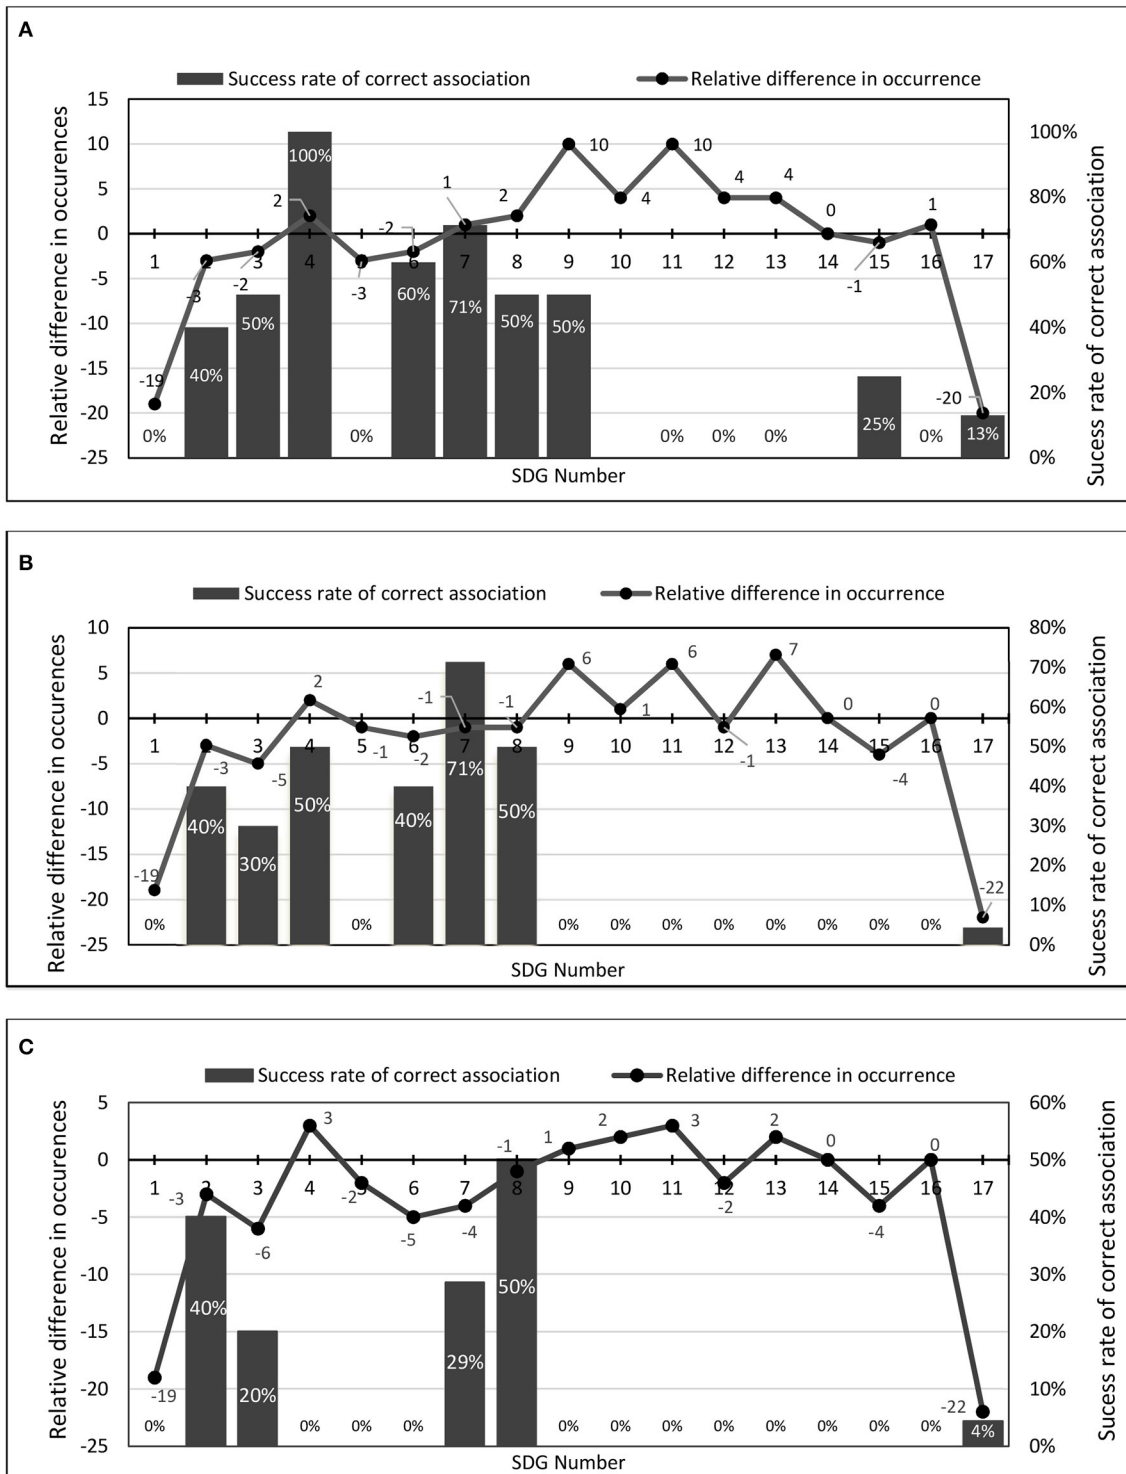 A
Success rate of correct association
Relative difference in occurrence
Relative difference in occurences
15
10
5
0
-5
-10
-15
-20
-25
100%
80%
60%
40%
20%
0%
Sucess rate of correct association
-19 -3 -2 2 -3 -2 1 2 10 4 10 4 4 0 -1 1 -20
1 2 3 4 5 6 7 8 9 10 11 12 13 14 15 16 17
0% 40% 50% 100% 0% 60% 71% 50% 50% 0% 0% 0% 25% 0% 13%
SDG Number
B
Success rate of correct association
Relative difference in occurrence
Relative difference in occurences
10
5
0
-5
-10
-15
-20
-25
80%
70%
60%
50%
40%
30%
20%
10%
0%
Sucess rate of correct association
-19 -3 -5 2 -1 -2 -1 -1 6 1 6 -1 7 0 -4 0 -22
1 2 3 4 5 6 7 8 9 10 11 12 13 14 15 16 17
0% 40% 30% 50% 0% 40% 71% 50% 0% 0% 0% 0% 0% 0% 0% 0%
SDG Number
C
Success rate of correct association
Relative difference in occurrence
Relative difference in occurences
5
0
-5
-10
-15
-20
-25
60%
50%
40%
30%
20%
10%
0%
Sucess rate of correct association
-19 -3 -6 3 -2 -5 -4 -1 1 2 3 -2 2 0 -4 0 -22
1 2 3 4 5 6 7 8 9 10 11 12 13 14 15 16 17
0% 40% 20% 0% 0% 0% 29% 50% 0% 0% 0% 0% 0% 0% 0% 0% 4%
SDG Number